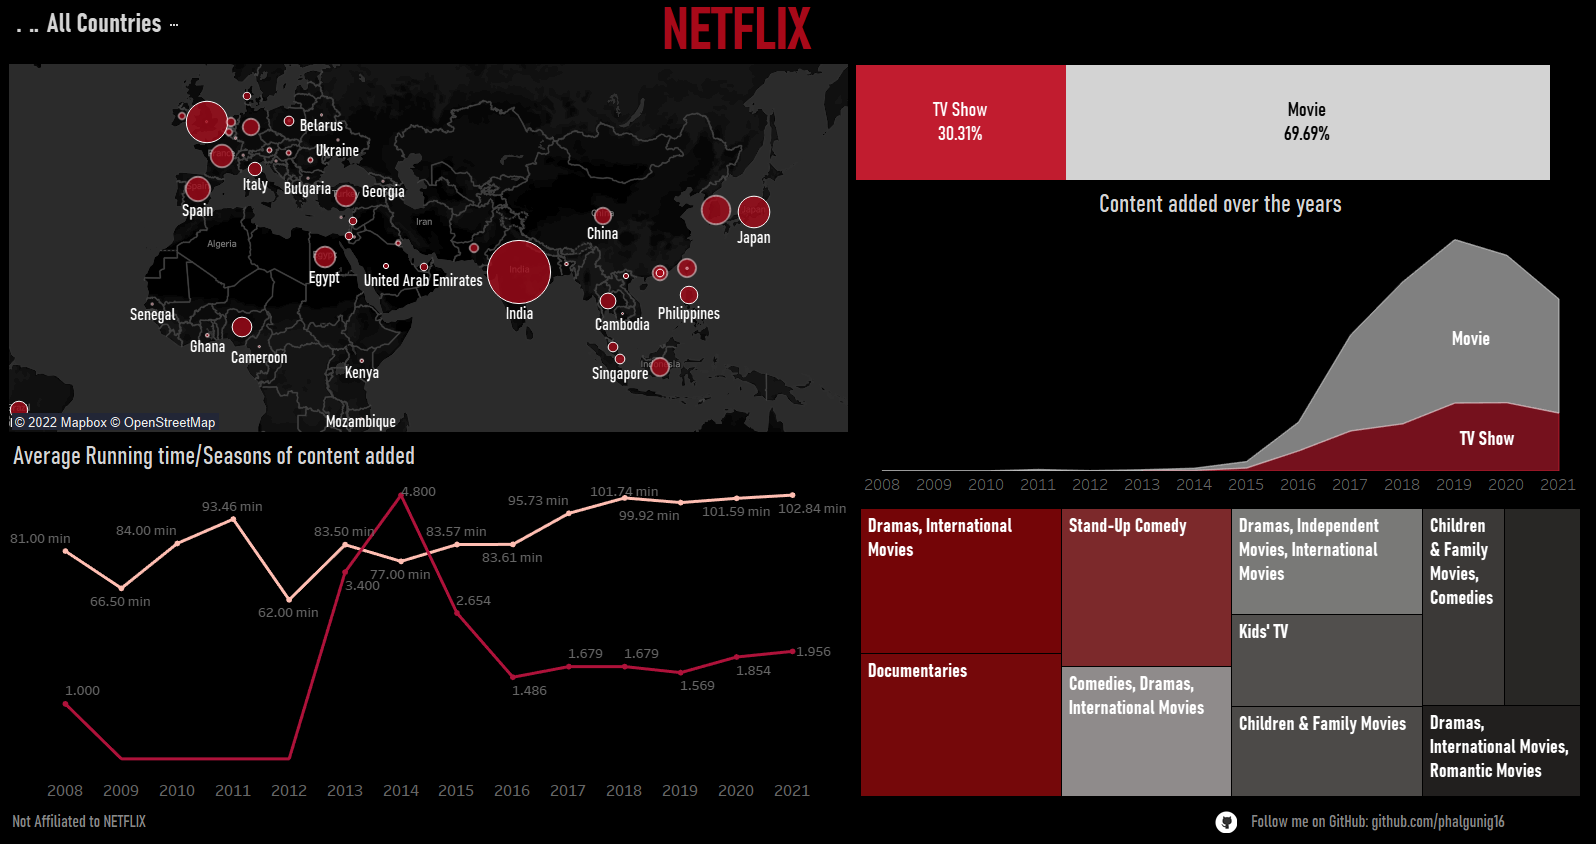 . .. All Countries ...
NETFLIX
Belarus
Ukraine
France
Italy
Bulgaria
Georgia
Spain
Algeria
Iran
China
Japan
Egypt
United Arab Emirates
India
India
Senegal
Philippines
Cambodia
Ghana
Cameroon
Kenya
Singapore
Indonesia
Mozambique
© 2022 Mapbox © OpenStreetMap
TV Show
30.31%
Movie
69.69%
Content added over the years
Movie
TV Show
2008 2009 2010 2011 2012 2013 2014 2015 2016 2017 2018 2019 2020 2021
Average Running time/Seasons of content added
81.00 min
66.50 min
84.00 min
93.46 min
62.00 min
83.50 min
77.00 min
83.57 min
83.61 min
95.73 min
101.74 min
99.92 min
101.59 min
102.84 min
1.000
3.400
4.800
2.654
1.486
1.679
1.679
1.569
1.854
1.956
2008 2009 2010 2011 2012 2013 2014 2015 2016 2017 2018 2019 2020 2021
Dramas, International
Movies
Documentaries
Stand-Up Comedy
Comedies, Dramas,
International Movies
Dramas, Independent
Movies, International
Movies
Kids' TV
Children & Family Movies
Children
& Family
Movies,
Comedies
Dramas,
International Movies,
Romantic Movies
Not Affiliated to NETFLIX
Follow me on GitHub: github.com/phalgunig16